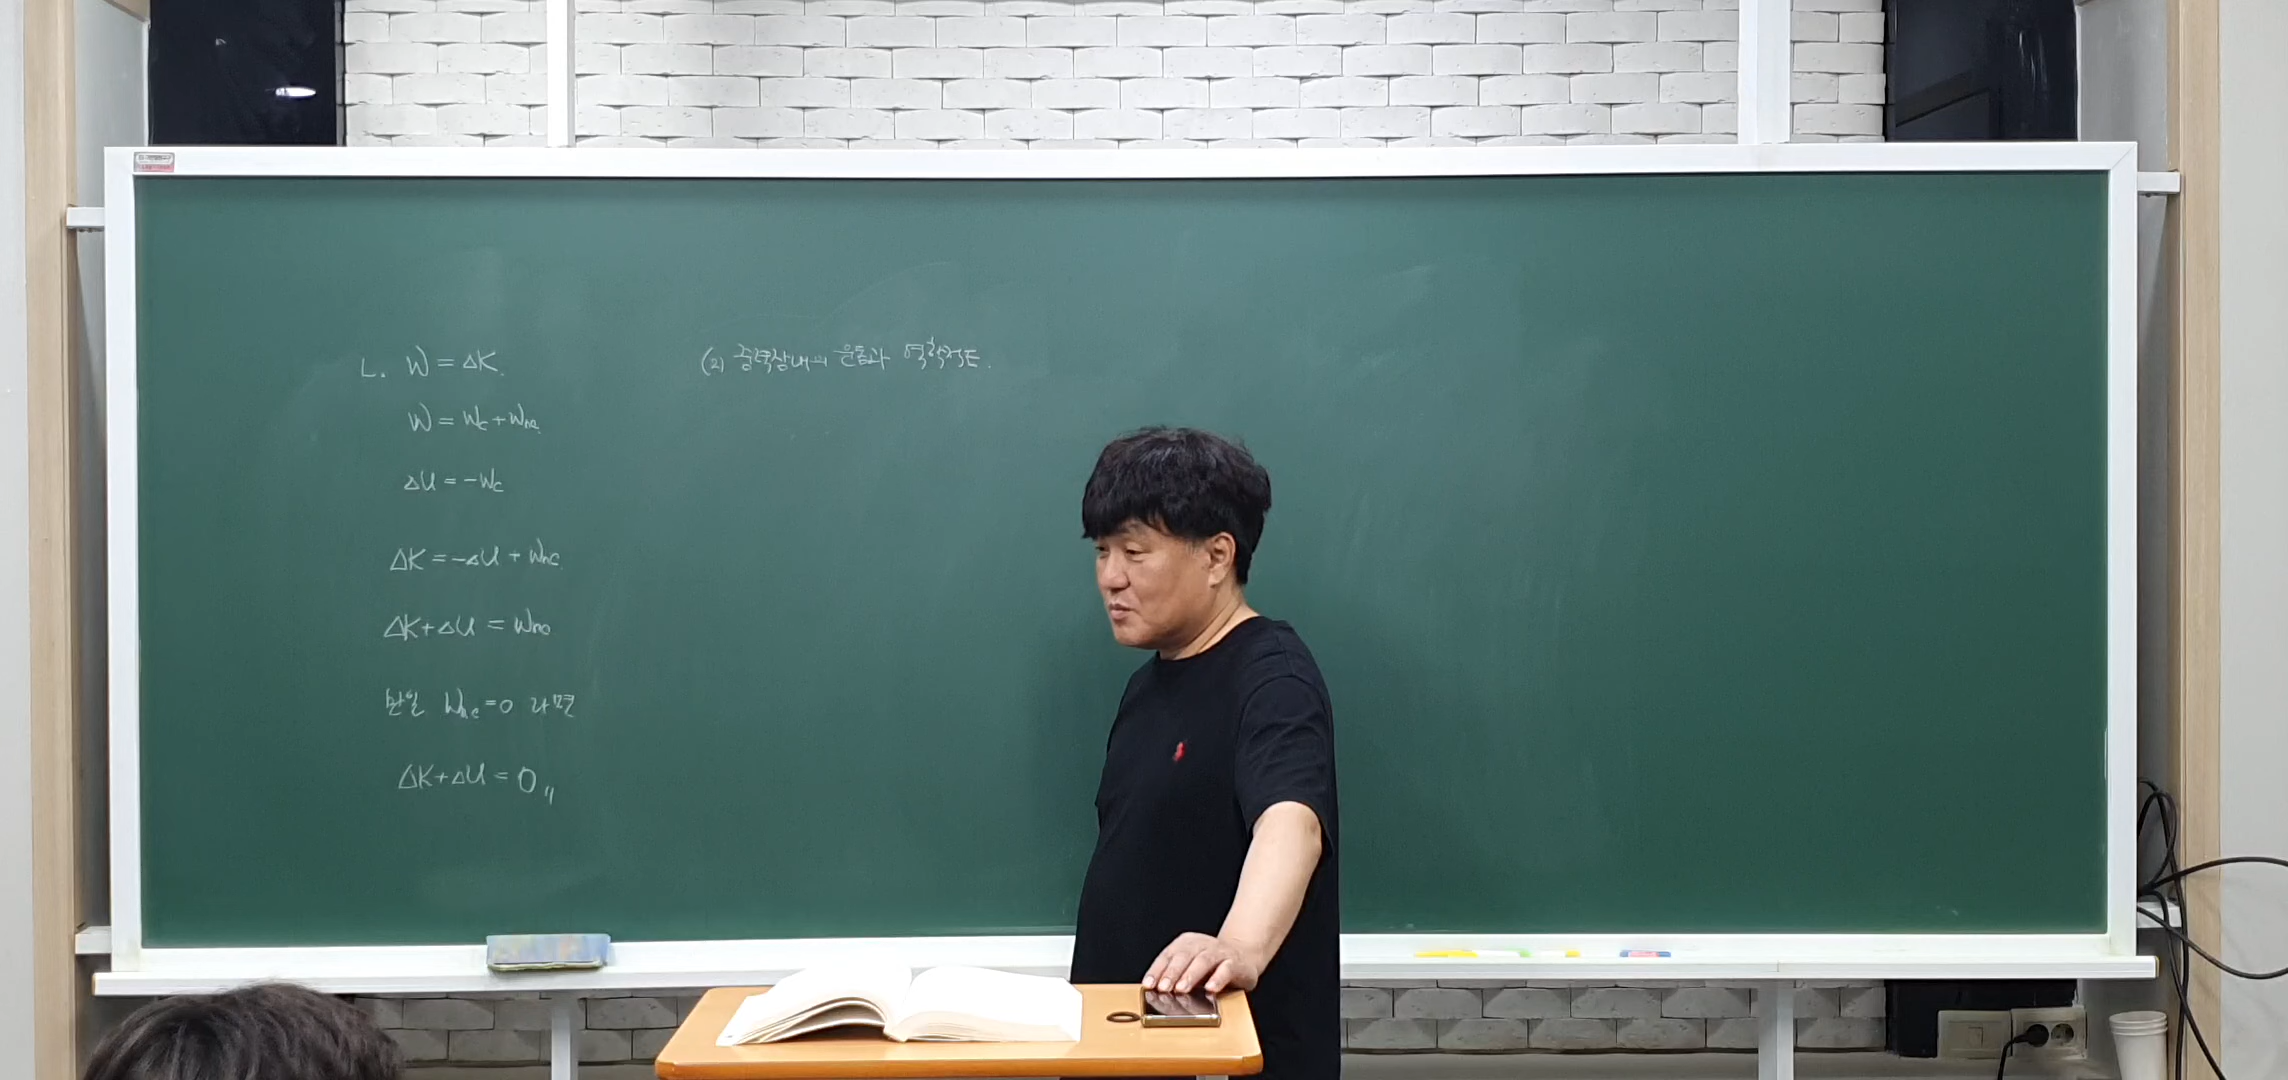 ㄴ. W = ΔK.
W = Wc + Wnc.
ΔU = -Wc
ΔK = -ΔU + Wnc.
ΔK+ΔU = Wnc
만일 Wnc = 0 라면
ΔK+ΔU = 0 〃
(2) 중력장내의 운동과 역학적E.